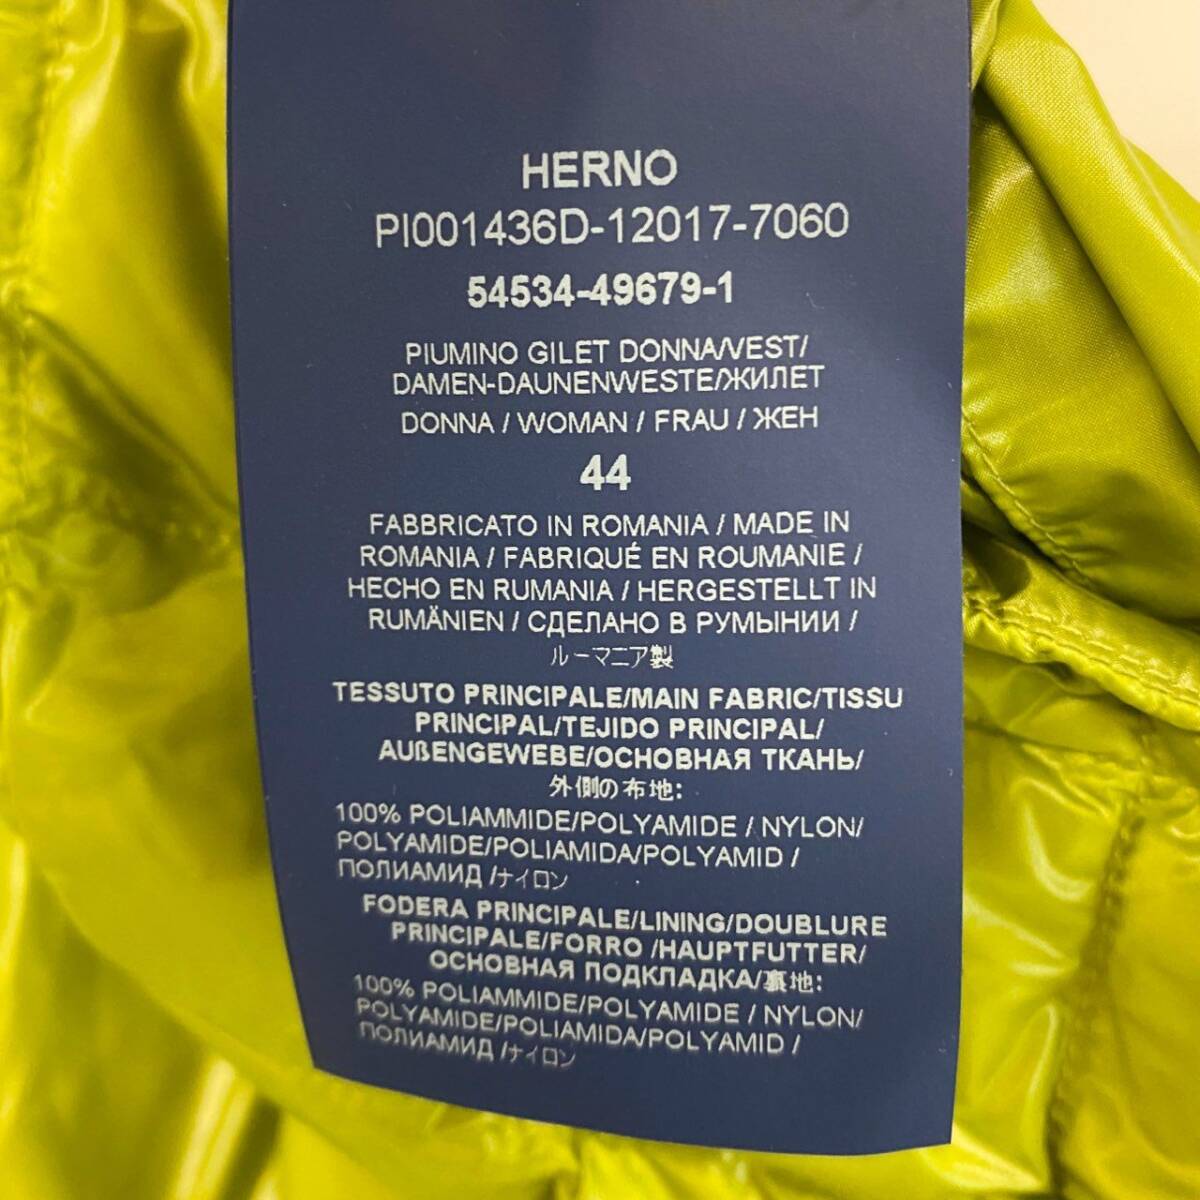 HERNO
PI001436D-12017-7060
54534-49679-1
PIUMINO GILET DONNA/VEST/
DAMEN-DAUNENWESTE/ЖИЛЕТ
DONNA / WOMAN / FRAU / ЖЕН
44
FABBRICATO IN ROMANIA / MADE IN
ROMANIA / FABRIQUÉ EN ROUMANIE /
HECHO EN RUMANIA / HERGESTELLT IN
RUMÄNIEN / СДЕЛАНО В РУМЫНИИ /
ルーマニア製
TESSUTO PRINCIPALE/MAIN FABRIC/TISSU
PRINCIPAL/TEJIDO PRINCIPAL/
AUßENGEWEBE/ОСНОВНАЯ ТКАНЬ/
外側の布地:
100% POLIAMMIDE/POLYAMIDE / NYLON/
POLYAMIDE/POLIAMIDA/POLYAMID /
ПОЛИАМИД /ナイロン
FODERA PRINCIPALE/LINING/DOUBLURE
PRINCIPALE/FORRO /HAUPTFUTTER/
ОСНОВНАЯ ПОДКЛАДКА/裏地:
100% POLIAMMIDE/POLYAMIDE / NYLON/
POLYAMIDE/POLIAMIDA/POLYAMID /
ПОЛИАМИД /ナイロン